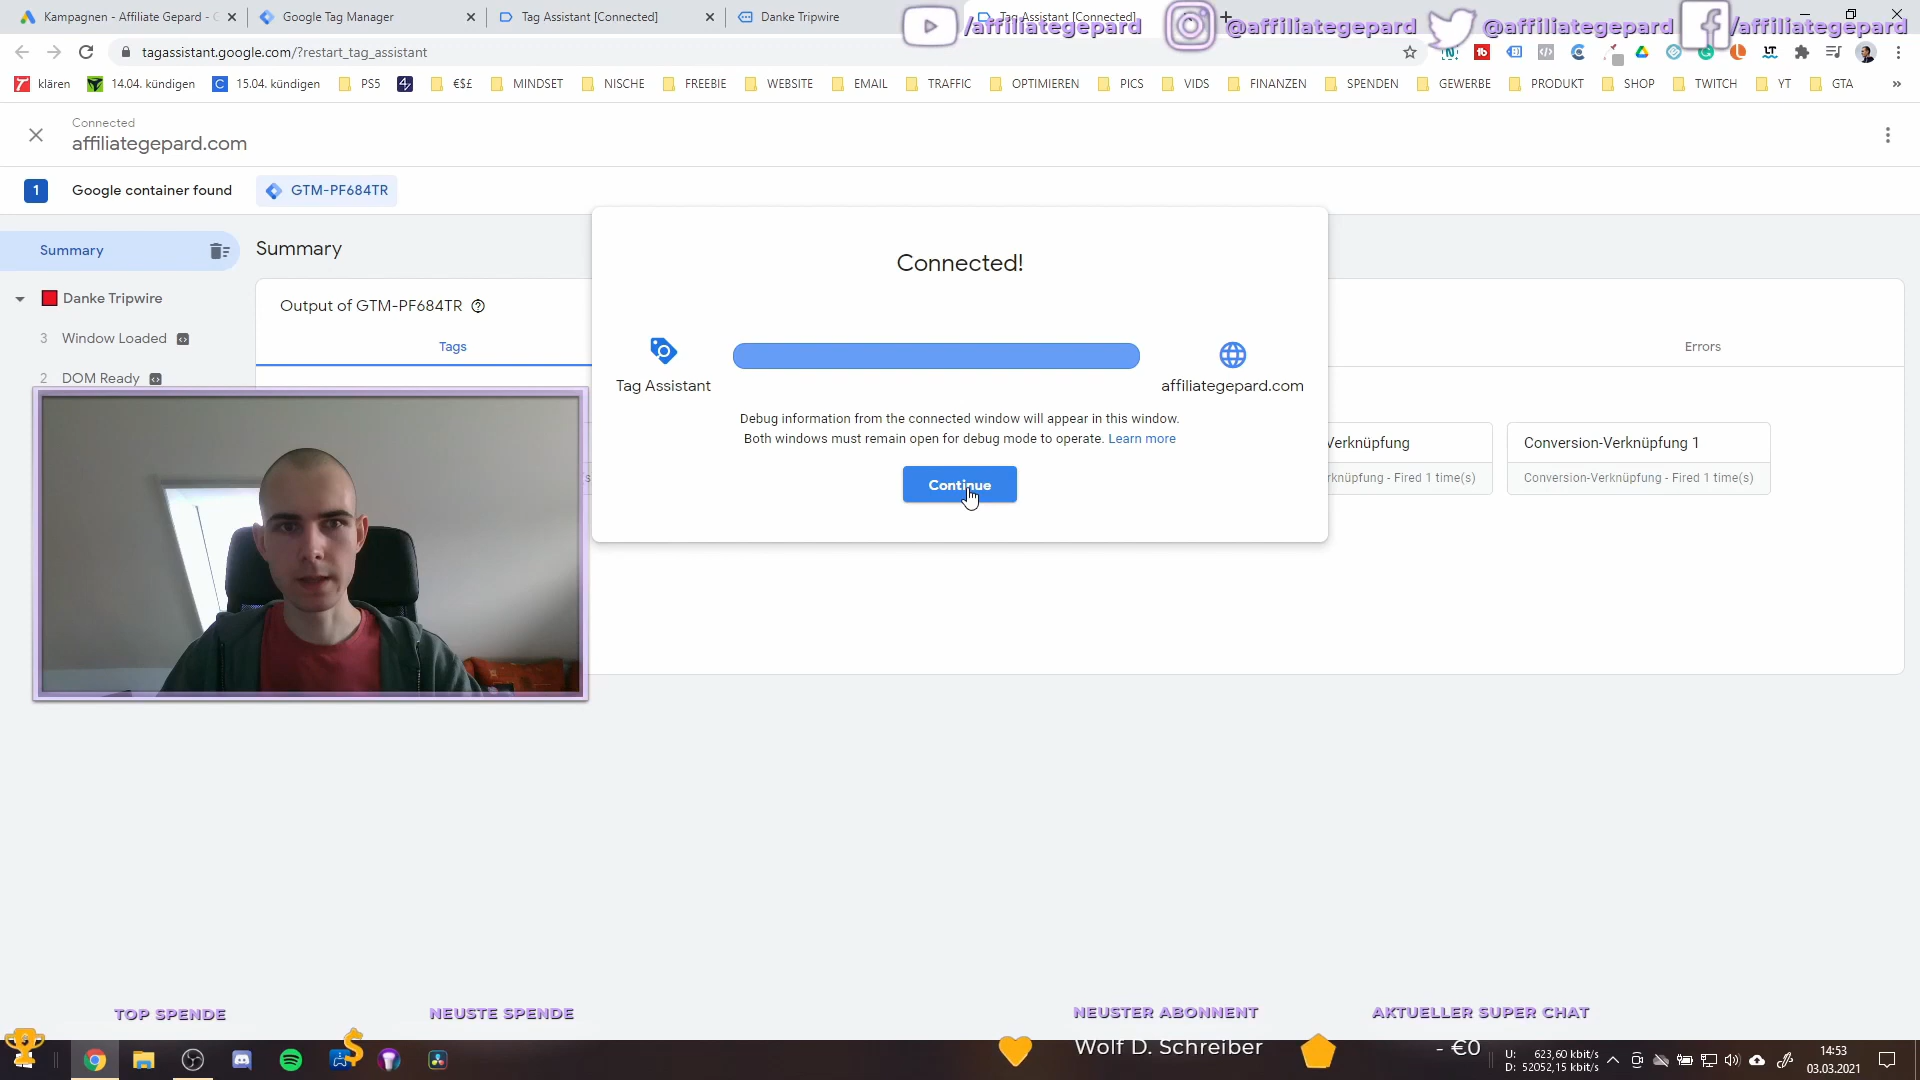 Kampagnen - Affiliate Gepard - G
Google Tag Manager
Tag Assistant [Connected]
Danke Tripwire
Tag Assistant [Connected]
/affiliategepard
@affiliategepard
@affiliategepard
/affiliategepard
tagassistant.google.com/?restart_tag_assistant
klären
14.04. kündigen
15.04. kündigen
PS5
€$£
MINDSET
NISCHE
FREEBIE
WEBSITE
EMAIL
TRAFFIC
OPTIMIEREN
PICS
VIDS
FINANZEN
SPENDEN
GEWERBE
PRODUKT
SHOP
TWITCH
YT
GTA
»
Connected
affiliategepard.com
1
Google container found
GTM-PF684TR
Summary
Summary
Danke Tripwire
3 Window Loaded
2 DOM Ready
Output of GTM-PF684TR
Tags
Errors
Connected!
Tag Assistant
affiliategepard.com
Debug information from the connected window will appear in this window.
Both windows must remain open for debug mode to operate. Learn more
Continue
Verknüpfung
rknüpfung - Fired 1 time(s)
Conversion-Verknüpfung 1
Conversion-Verknüpfung - Fired 1 time(s)
TOP SPENDE
NEUSTE SPENDE
NEUSTER ABONNENT
Wolf D. Schreiber
AKTUELLER SUPER CHAT
- €0
U: 623,60 kbit/s
D: 52052,15 kbit/s
14:53
03.03.2021